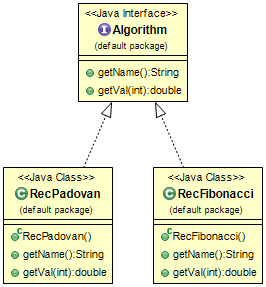 <<Java Interface>>
Algorithm
(default package)
getName():String
getVal(int):double
<<Java Class>>
RecPadovan
(default package)
RecPadovan()
getName():String
getVal(int):double
<<Java Class>>
RecFibonacci
(default package)
RecFibonacci()
getName():String
getVal(int):double